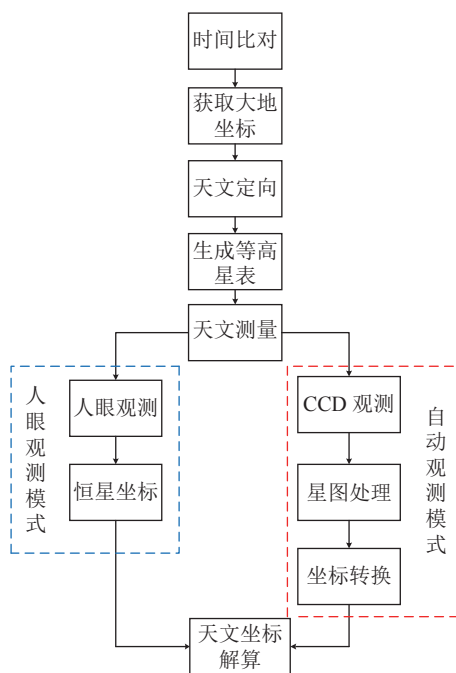 时间比对
获取大地
坐标
天文定向
生成等高
星表
天文测量
人眼观测模式
人眼观测
恒星坐标
CCD 观测
星图处理
坐标转换
自动观测模式
天文坐标
解算